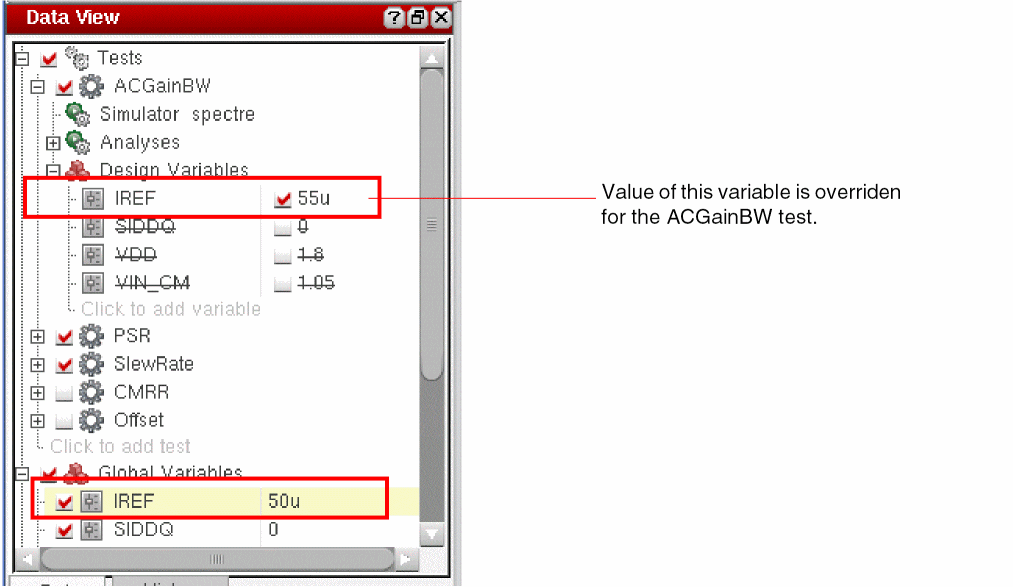 Data View
Tests
ACGainBW
Simulator spectre
Analyses
Design Variables
IREF 55u
SIDDQ 0
VDD 1.8
VIN_CM 1.05
Click to add variable
PSR
SlewRate
CMRR
Offset
Click to add test
Global Variables
IREF 50u
SIDDQ 0
Value of this variable is overriden
for the ACGainBW test.